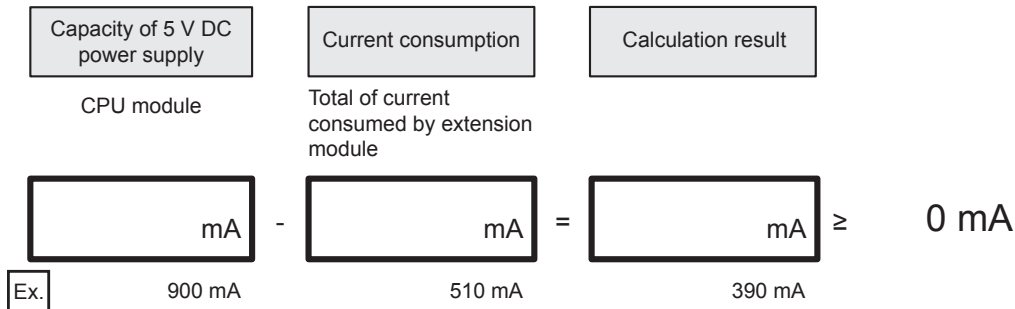 Capacity of 5 V DC
power supply
Current consumption
Calculation result
CPU module
Total of current
consumed by extension
module
mA - mA = mA ≥ 0 mA
Ex. 900 mA 510 mA 390 mA